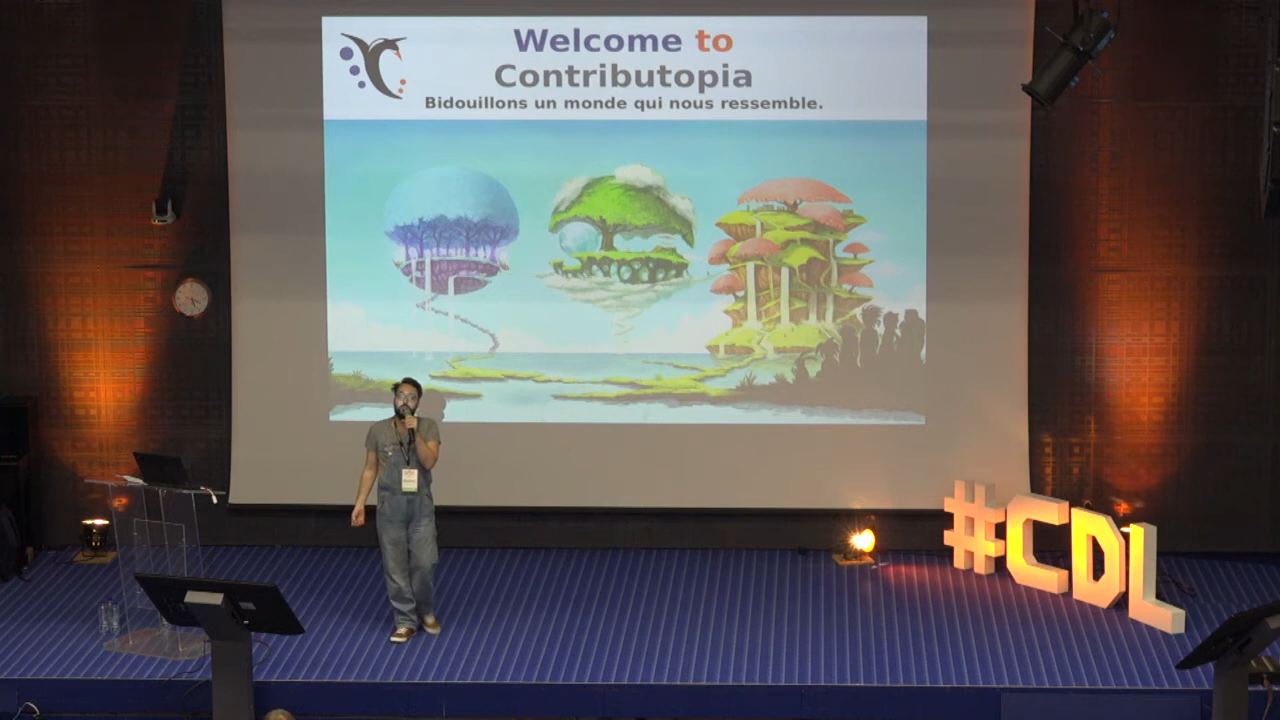 Welcome to
Contributopia
Bidouillons un monde qui nous ressemble.
#CDL